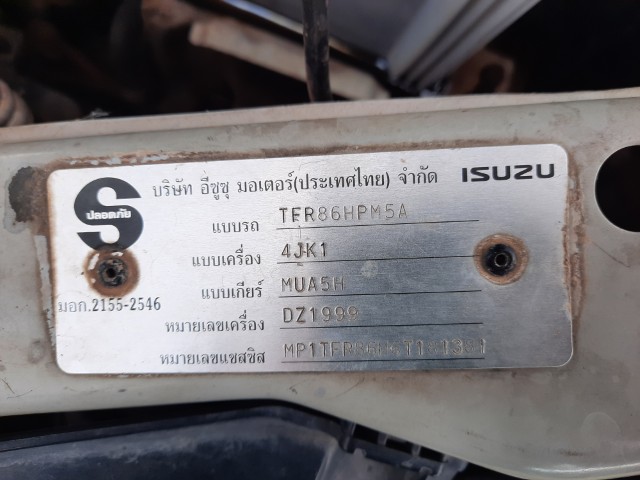 บริษัท อีซูซุ มอเตอร์(ประเทศไทย) จำกัด ISUZU
S ปลอดภัย
แบบรถ TFR86HPM5A
แบบเครื่อง 4JK1
แบบเกียร์ MUA5H
มอก.2155-2546
หมายเลขเครื่อง DZ1999
หมายเลขแชสซิส